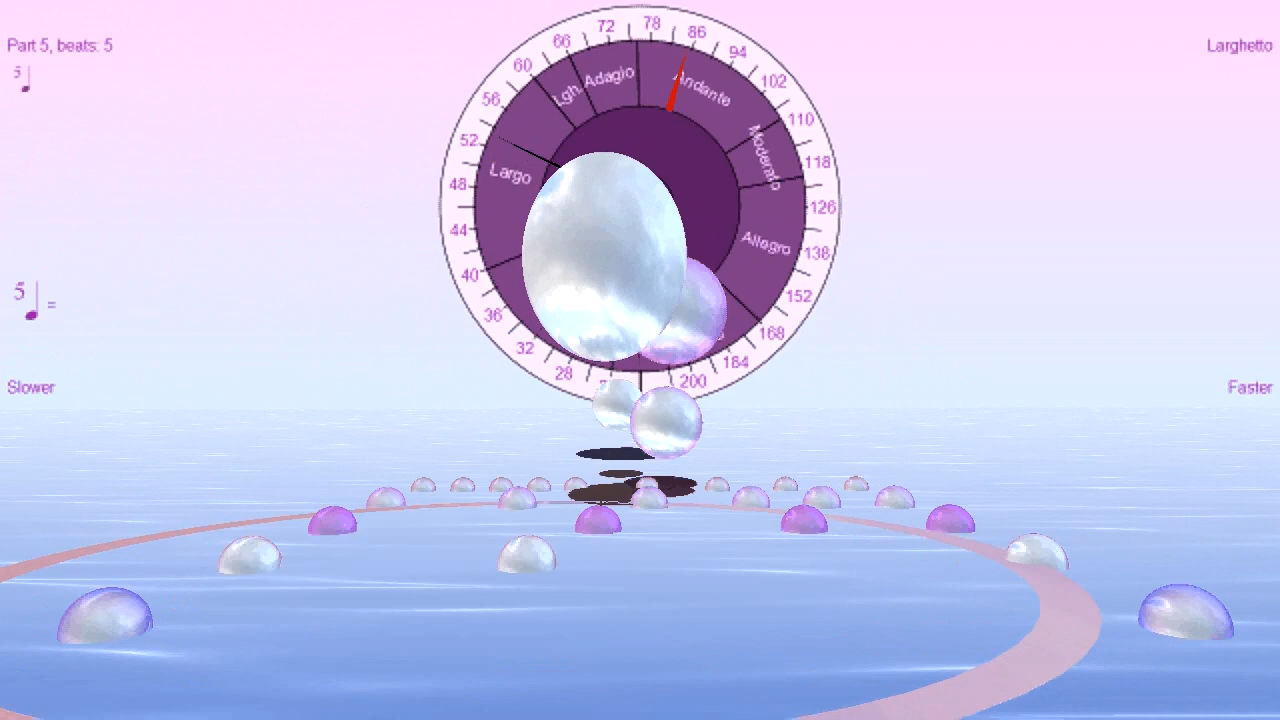 Part 5, beats: 5
Larghetto
5
5 =
Slower
Faster
72
78
66
86
60
94
56
102
52
110
48
118
44
126
40
138
36
152
32
168
28
184
200
Lgh.
Adagio
Andante
Moderato
Largo
Allegro